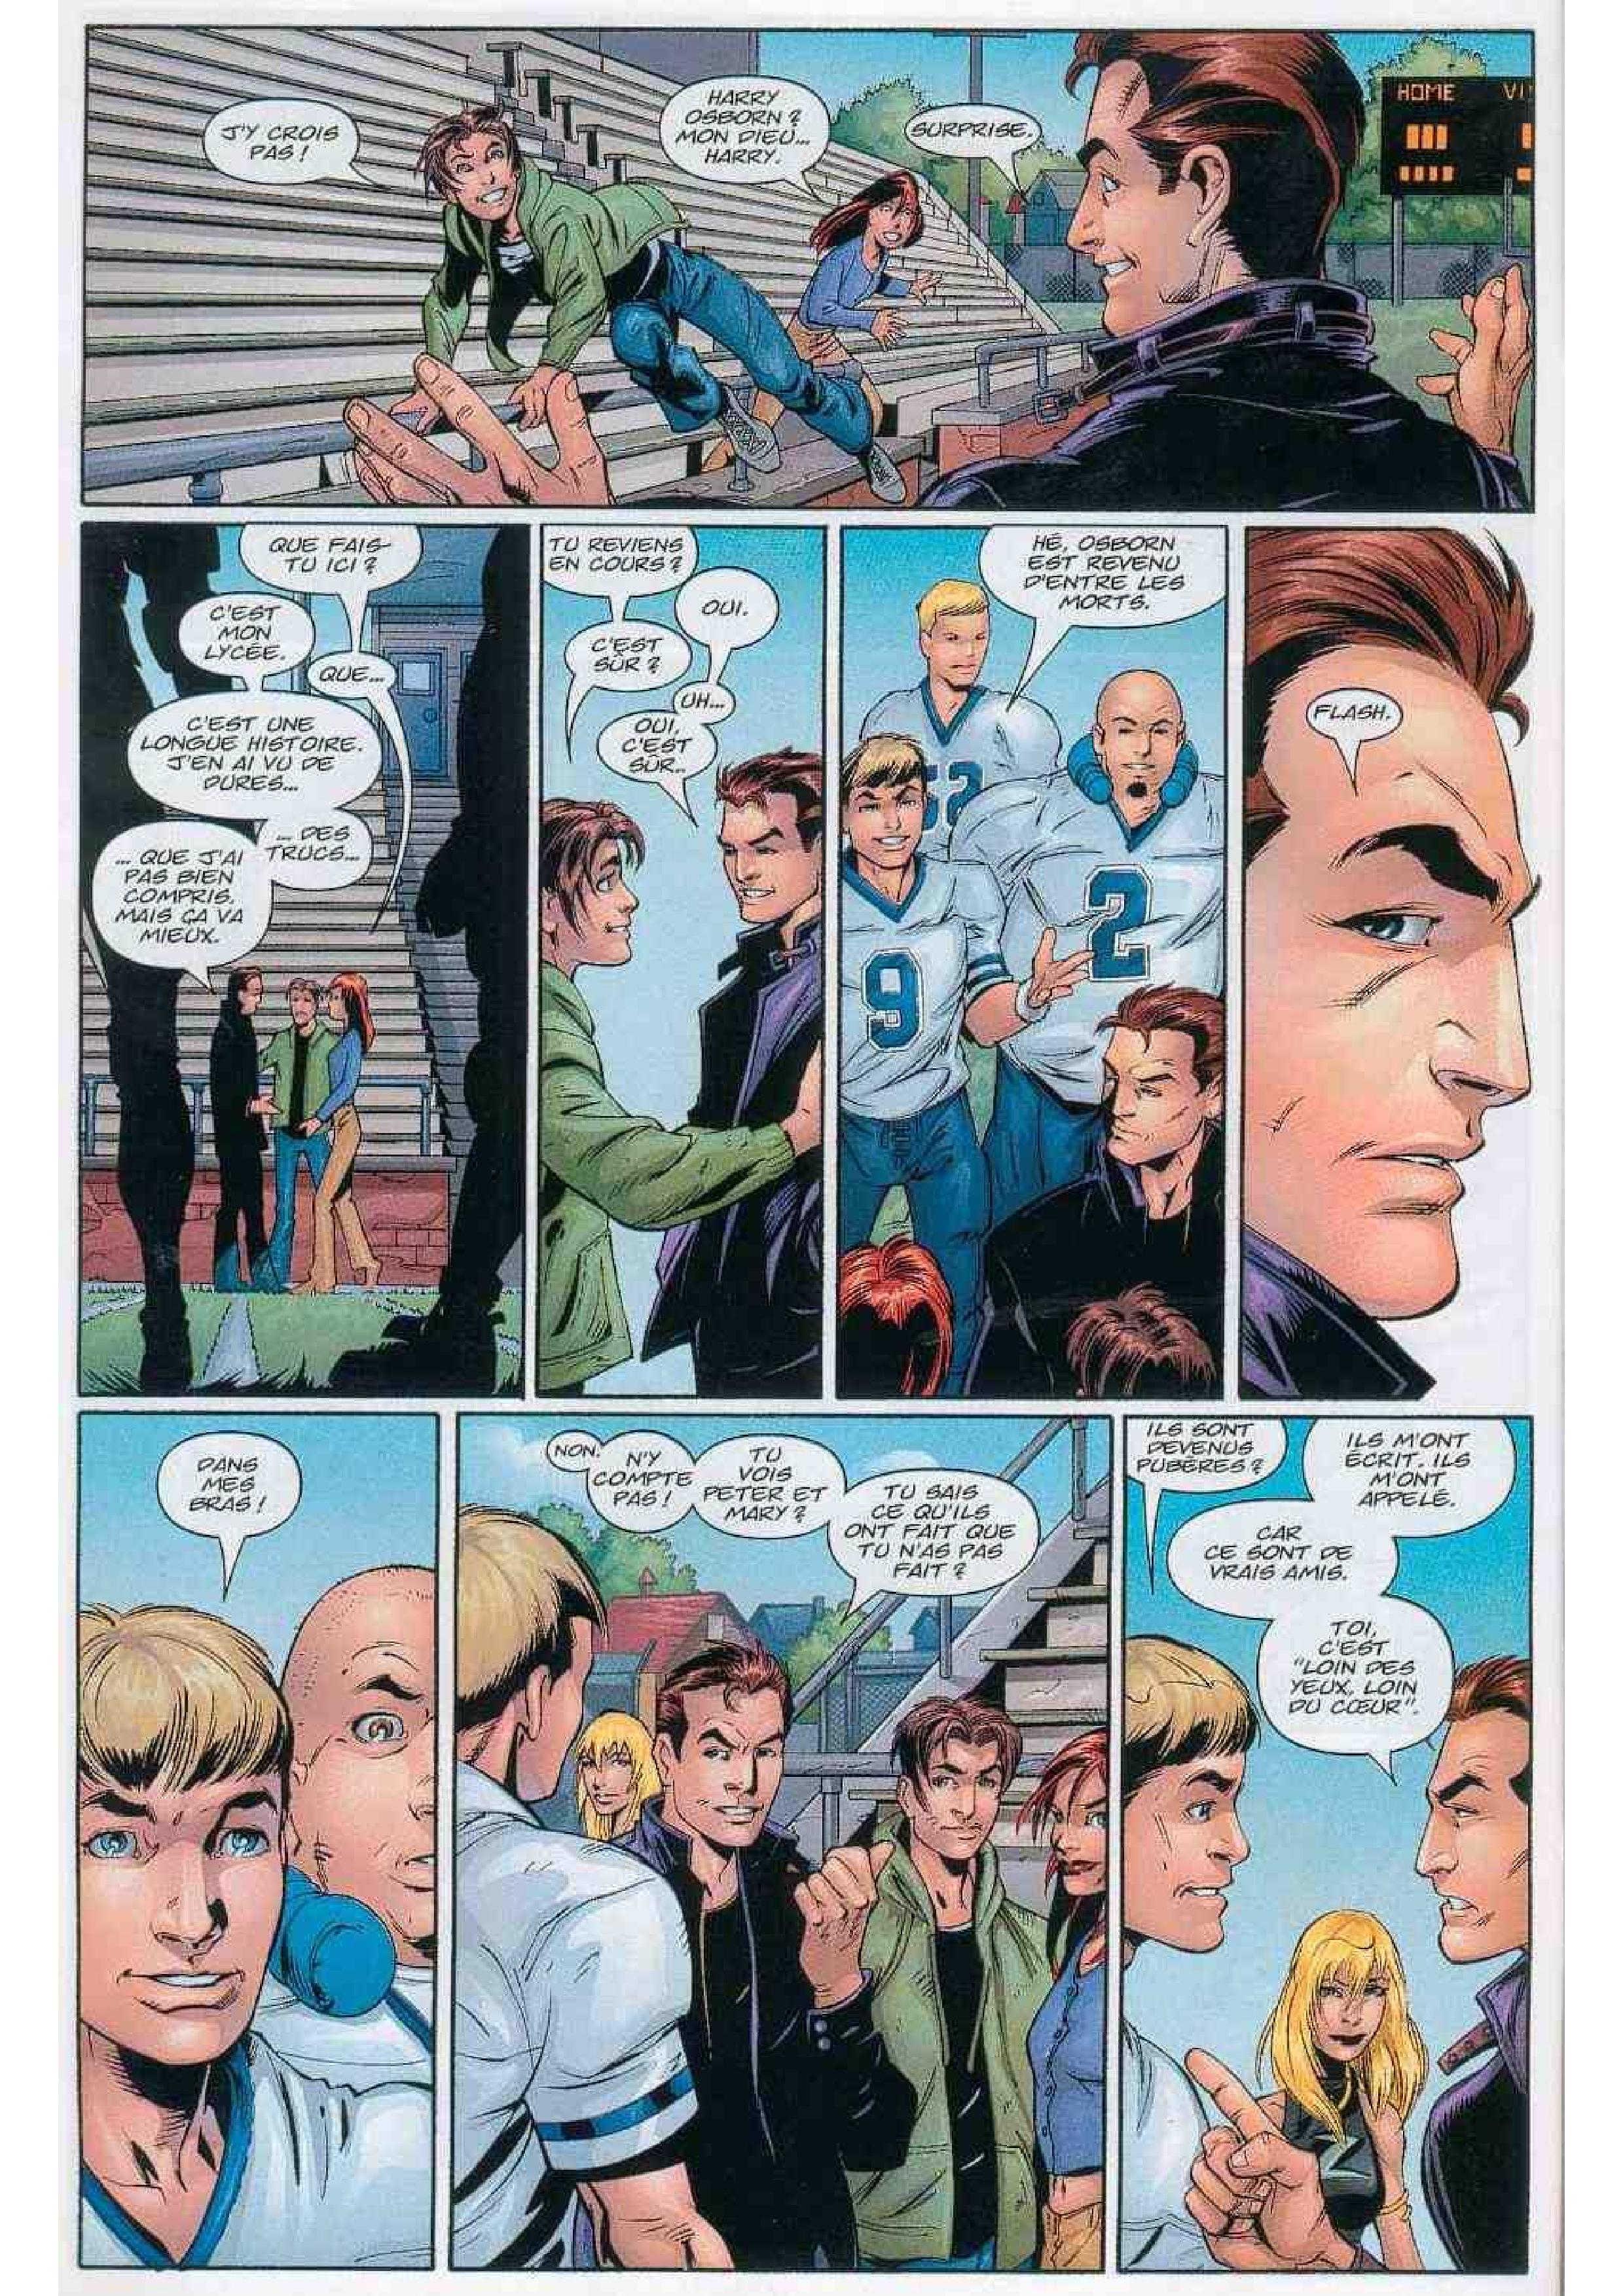 J'Y CROIS
PAS !
HARRY
OSBORN ?
MON DIEU...
HARRY.
SURPRISE.
HOME
VI
QUE FAIS-
TU ICI ?
C'EST
MON
LYCÉE.
QUE...
C'EST UNE
LONGUE HISTOIRE.
J'EN AI VU DE
DURES...
... DES
TRUCS...
... QUE J'AI
PAS BIEN
COMPRIS.
MAIS ÇA VA
MIEUX.
TU REVIENS
EN COURS ?
OUI.
C'EST
SÛR ?
UH...
OUI,
C'EST
SÛR..
HÉ, OSBORN
EST REVENU
D'ENTRE LES
MORTS.
52
9
2
FLASH.
DANS
MES
BRAS !
NON.
N'Y
COMPTE
PAS !
TU
VOIS
PETER ET
MARY ?
TU SAIS
CE QU'ILS
ONT FAIT QUE
TU N'AS PAS
FAIT ?
ILS SONT
DEVENUS
PUBÈRES ?
ILS M'ONT
ÉCRIT. ILS
M'ONT
APPELÉ.
CAR
CE SONT DE
VRAIS AMIS.
TOI,
C'EST
"LOIN DES
YEUX, LOIN
DU CŒUR".